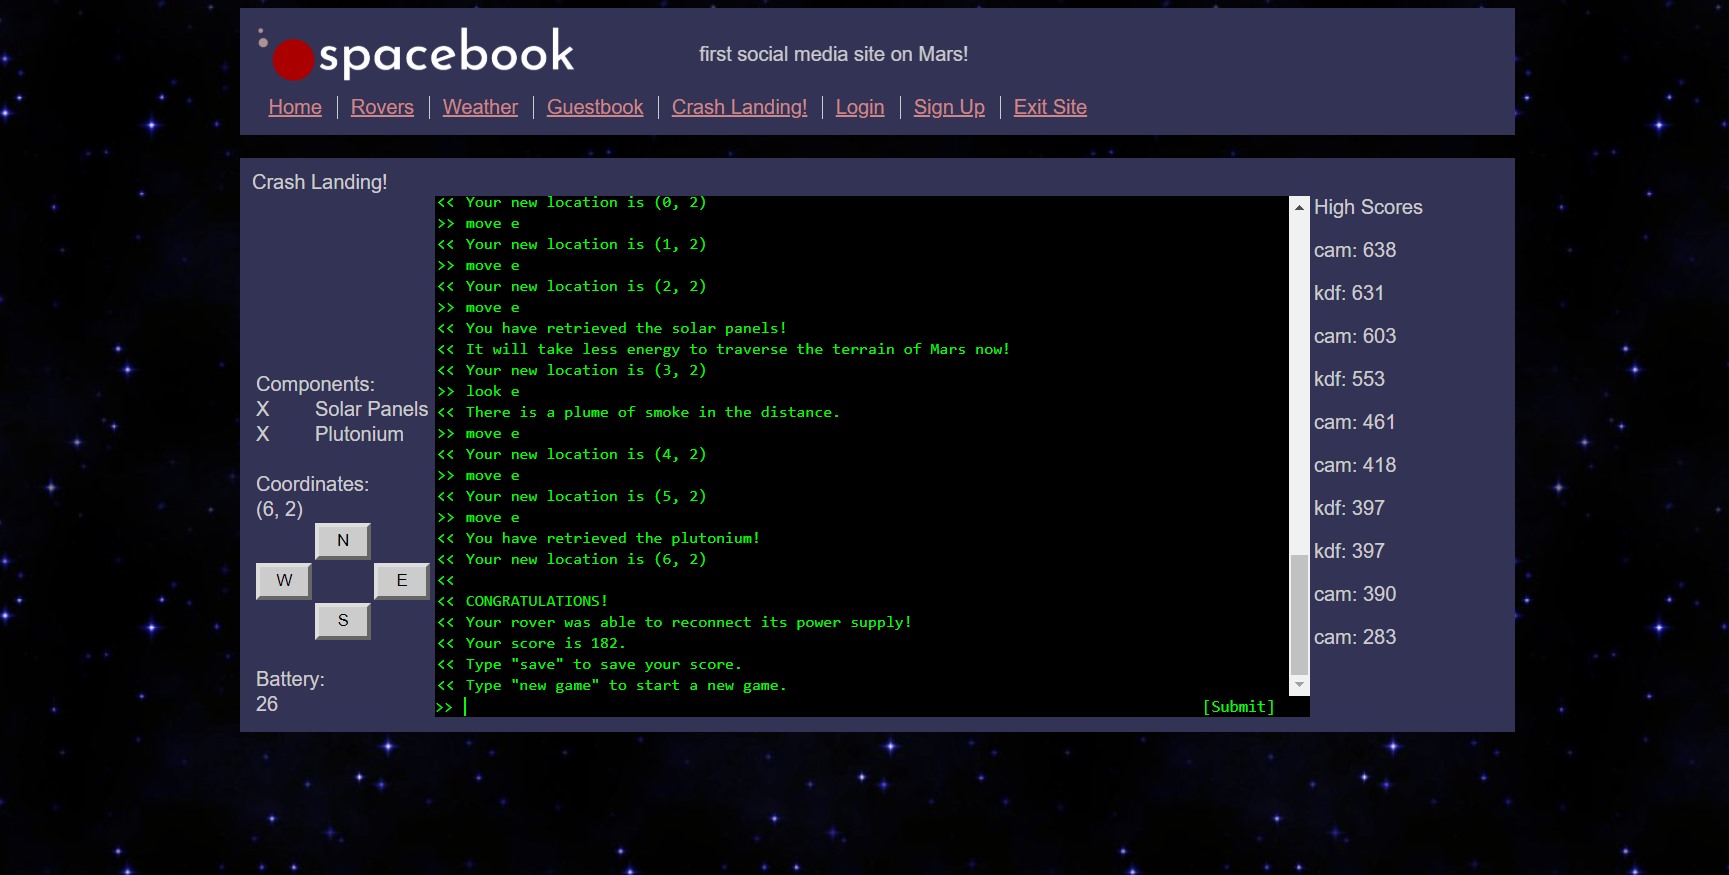 spacebook
first social media site on Mars!
Home | Rovers | Weather | Guestbook | Crash Landing! | Login | Sign Up | Exit Site
Crash Landing!
Components:
X Solar Panels
X Plutonium
Coordinates:
(6, 2)
N
W E
S
Battery:
26
<< Your new location is (0, 2)
>> move e
<< Your new location is (1, 2)
>> move e
<< Your new location is (2, 2)
>> move e
<< You have retrieved the solar panels!
<< It will take less energy to traverse the terrain of Mars now!
<< Your new location is (3, 2)
>> look e
<< There is a plume of smoke in the distance.
>> move e
<< Your new location is (4, 2)
>> move e
<< Your new location is (5, 2)
>> move e
<< You have retrieved the plutonium!
<< Your new location is (6, 2)
<<
<< CONGRATULATIONS!
<< Your rover was able to reconnect its power supply!
<< Your score is 182.
<< Type "save" to save your score.
<< Type "new game" to start a new game.
>> [Submit]
High Scores
cam: 638
kdf: 631
cam: 603
kdf: 553
cam: 461
cam: 418
kdf: 397
kdf: 397
cam: 390
cam: 283